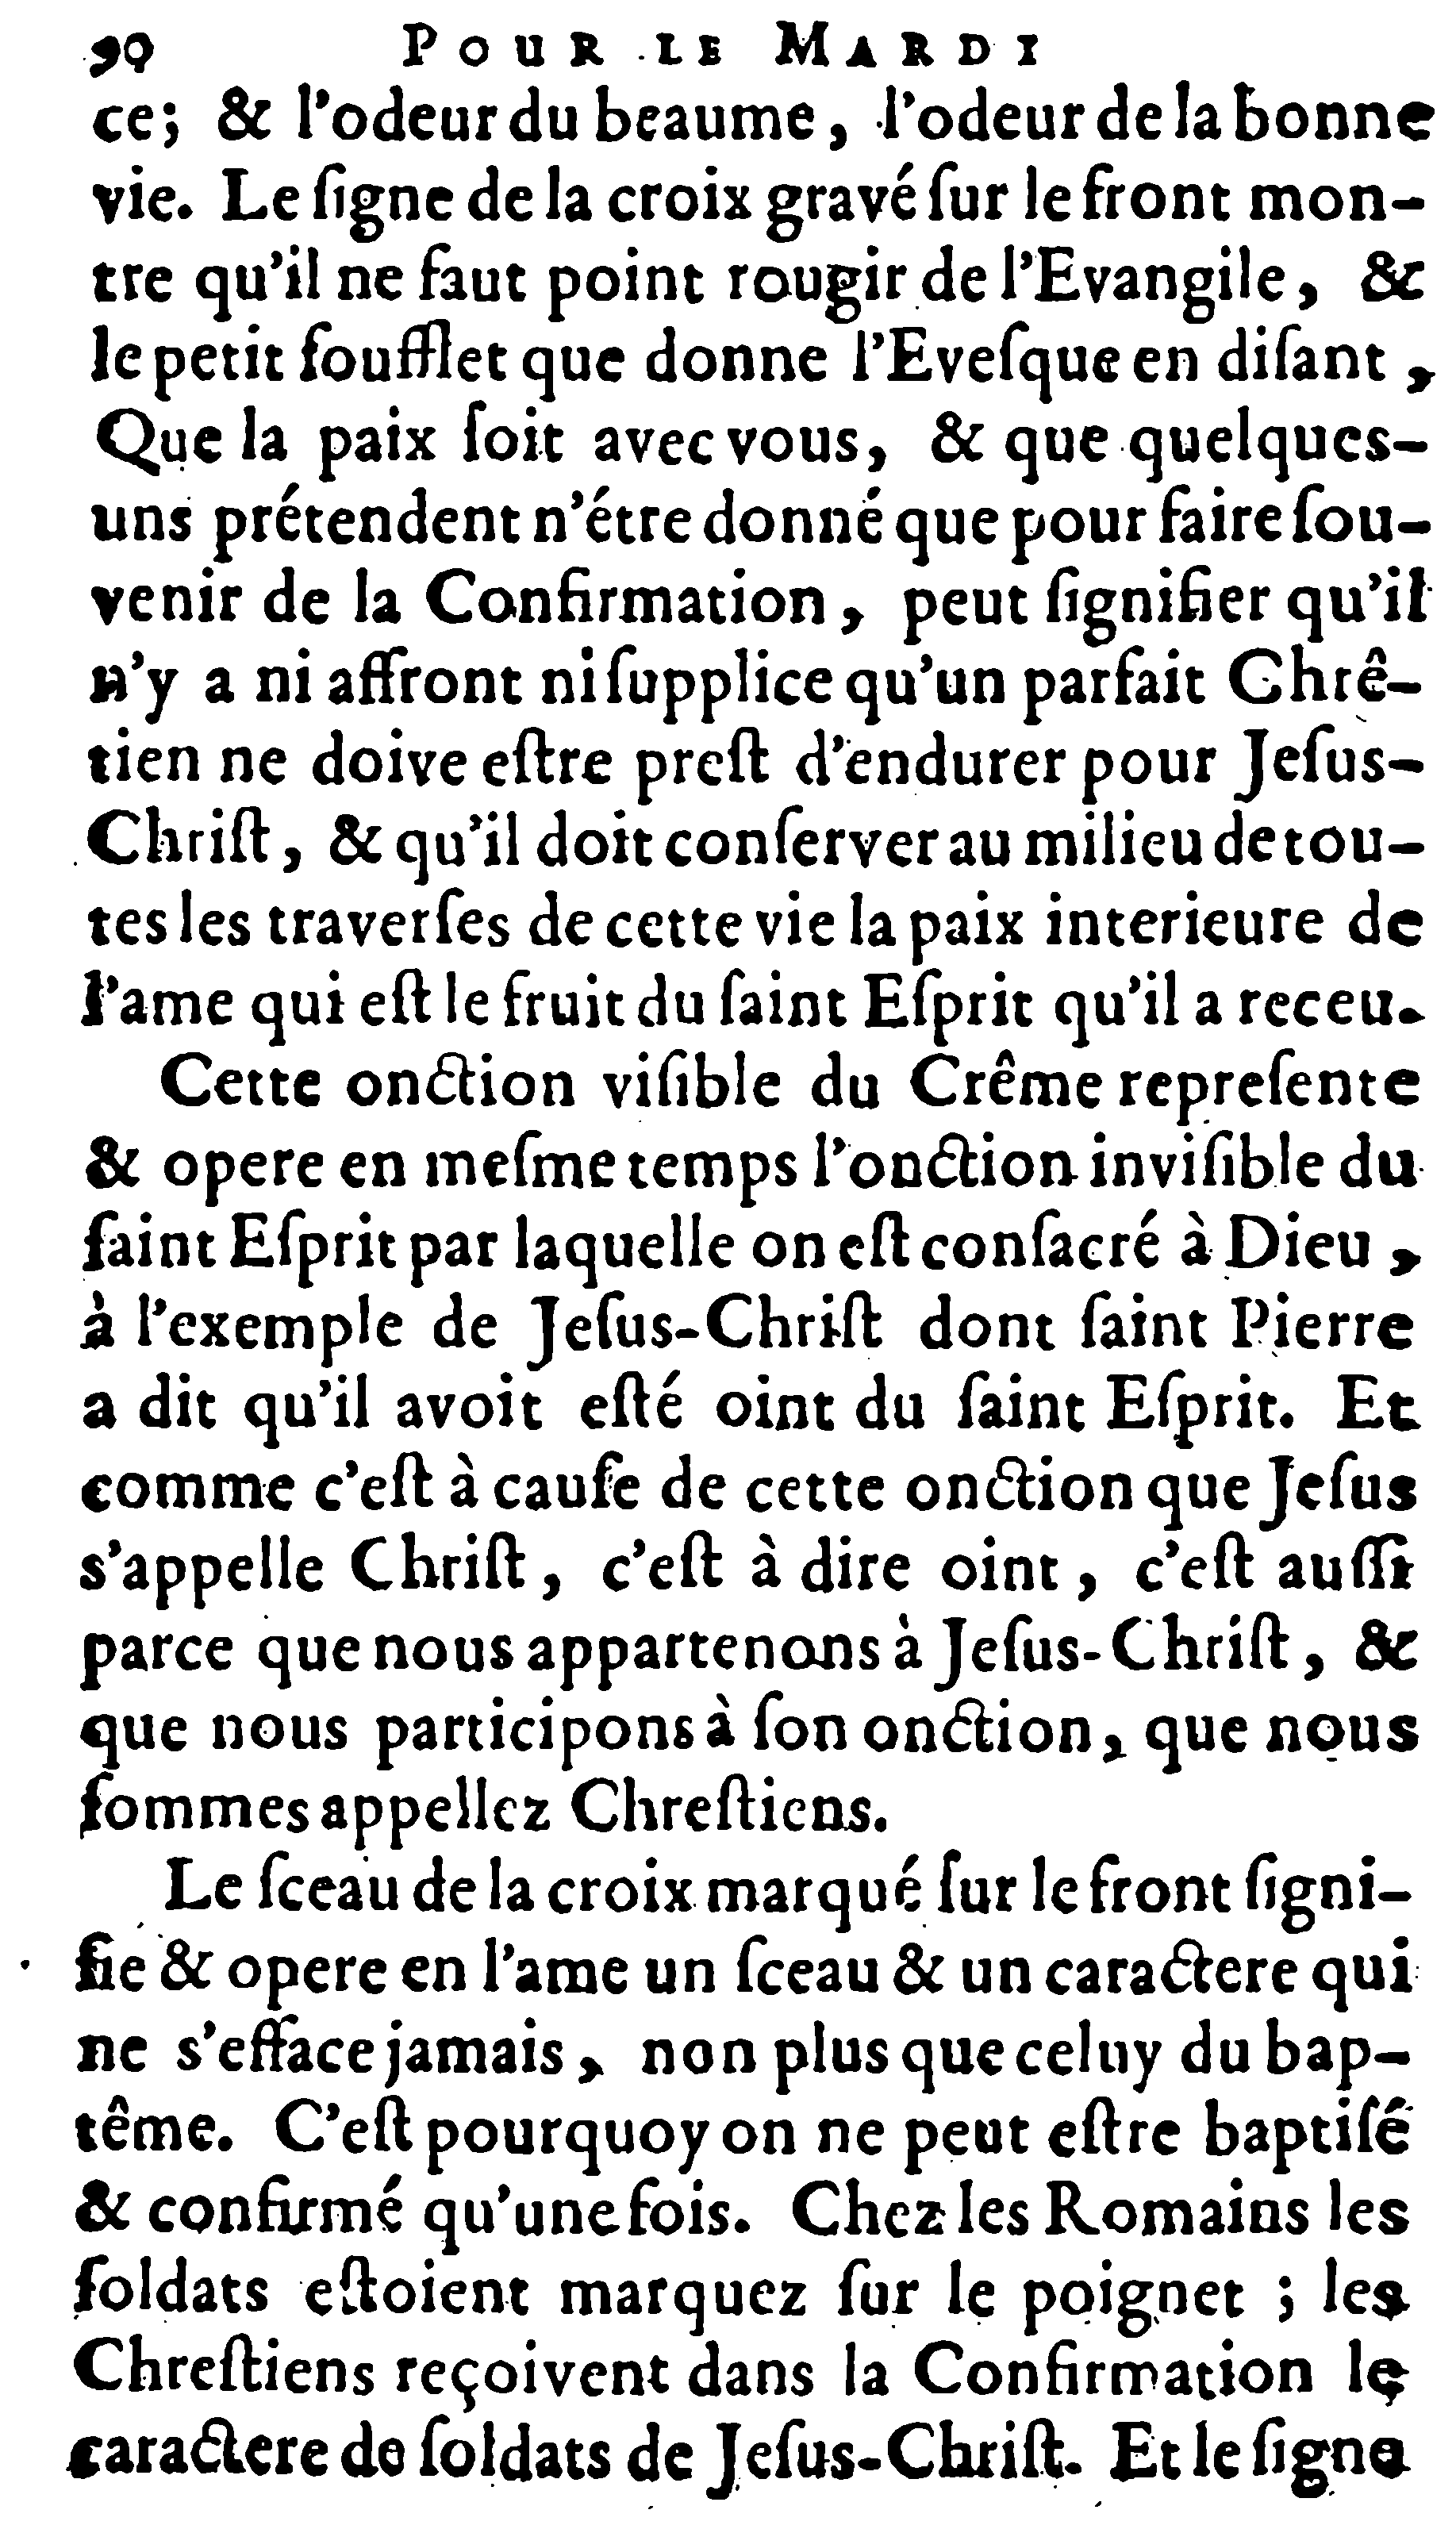 90 POUR LE MARDI
ce; & l'odeur du beaume, l'odeur de la bonne
vie. Le ſigne de la croix gravé ſur le front mon-
tre qu'il ne faut point rougir de l'Evangile, &
le petit ſoufflet que donne l'Eveſque en diſant,
Que la paix ſoit avec vous, & que quelques-
uns prétendent n'étre donné que pour faire ſou-
venir de la Confirmation, peut ſignifier qu'il
n'y a ni affront ni ſupplice qu'un parfait Chrê-
tien ne doive eſtre preſt d'endurer pour Jeſus-
Chriſt, & qu'il doit conſerver au milieu de tou-
tes les traverſes de cette vie la paix interieure de
l'ame qui eſt le fruit du ſaint Eſprit qu'il a receu.
Cette onction viſible du Crême repreſente
& opere en meſme temps l'onction inviſible du
ſaint Eſprit par laquelle on eſt conſacré à Dieu,
à l'exemple de Jeſus-Chriſt dont ſaint Pierre
a dit qu'il avoit eſté oint du ſaint Eſprit. Et
comme c'eſt à cauſe de cette onction que Jeſus
s'appelle Chriſt, c'eſt à dire oint, c'eſt auſſi
parce que nous appartenons à Jeſus-Chriſt, &
que nous participons à ſon onction, que nous
ſommes appellez Chreſtiens.
Le ſceau de la croix marqué ſur le front ſigni-
fie & opere en l'ame un ſceau & un caractere qui
ne s'efface jamais, non plus que celuy du bap-
tême. C'eſt pourquoy on ne peut eſtre baptiſé
& confirmé qu'une fois. Chez les Romains les
ſoldats eſtoient marquez ſur le poignet; les
Chreſtiens reçoivent dans la Confirmation le
caractere de ſoldats de Jeſus-Chriſt. Et le ſigne